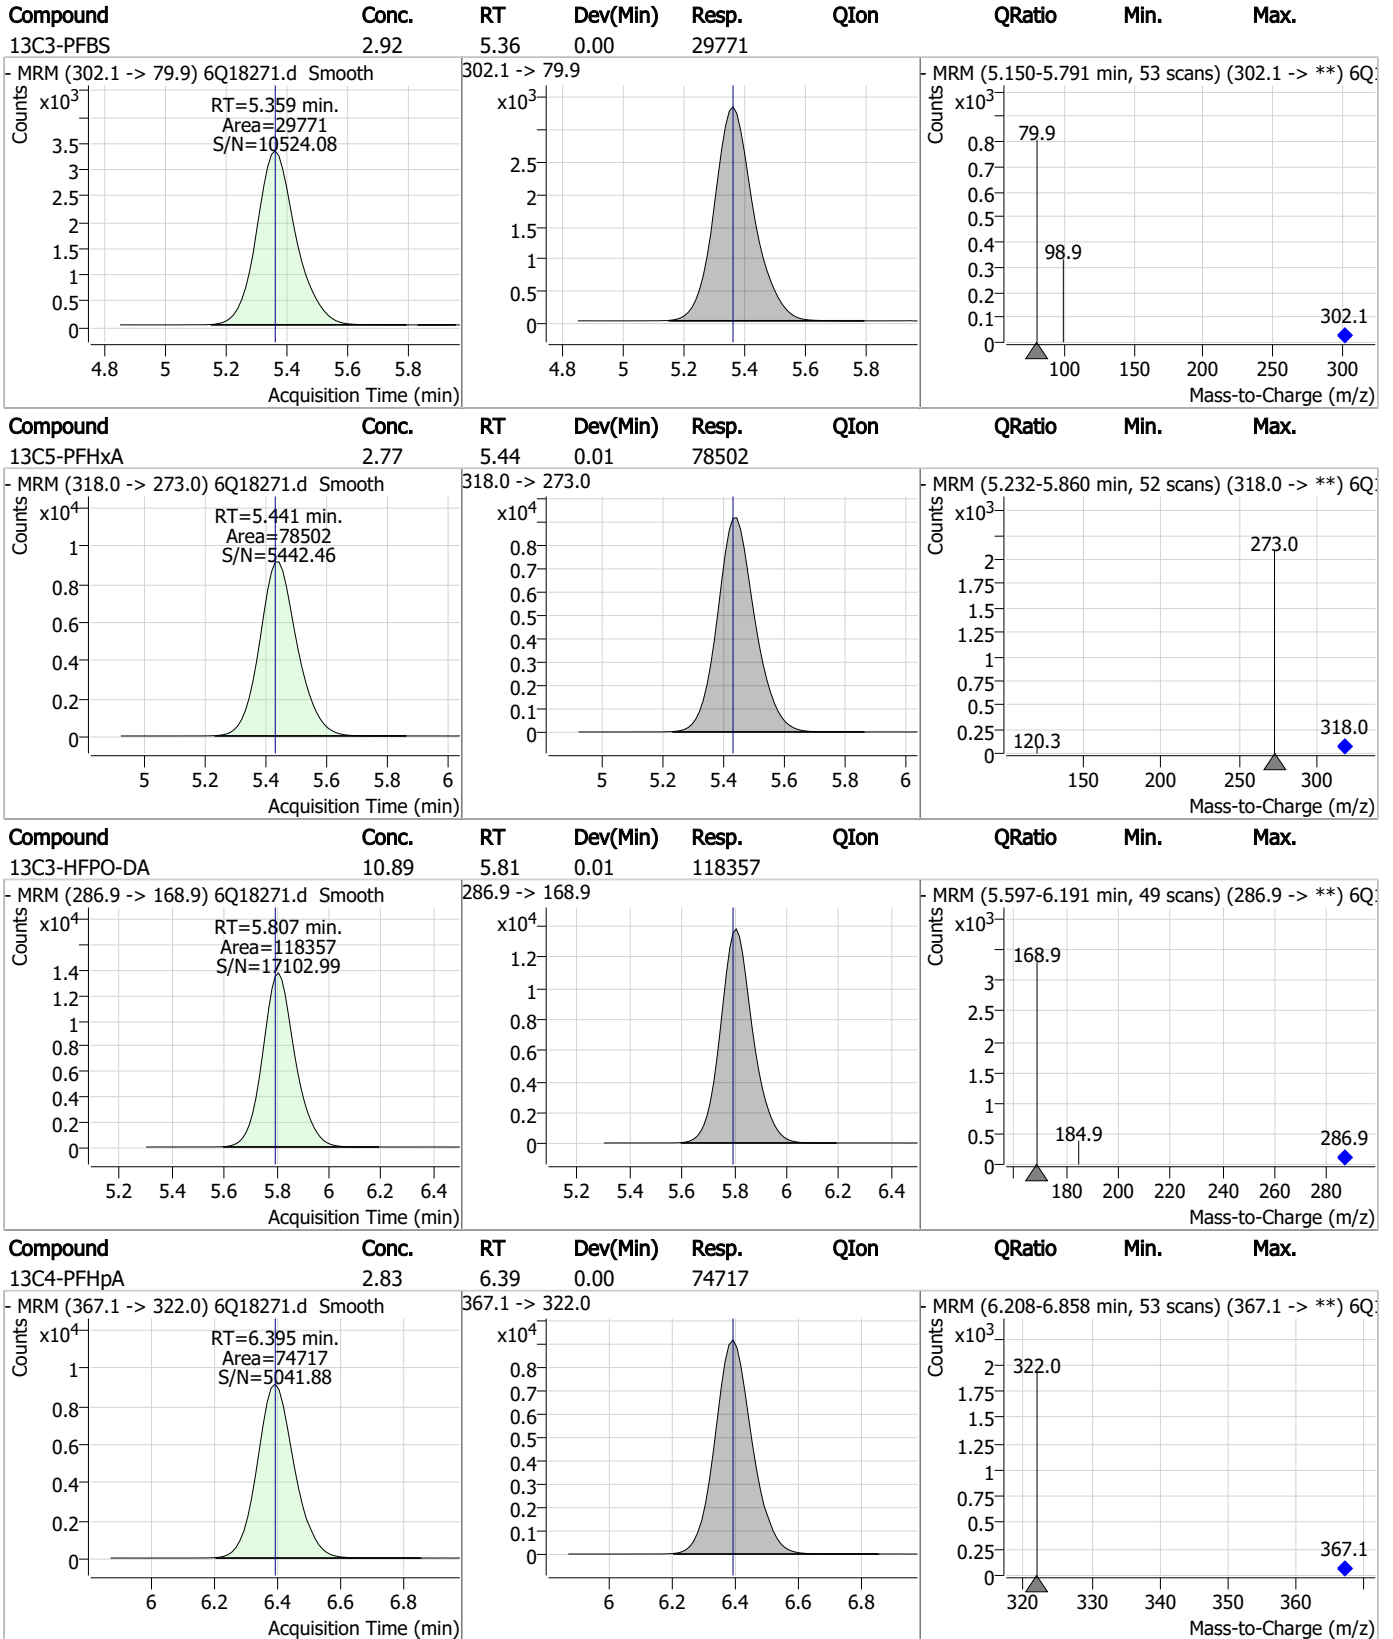 Compound Conc. RT Dev(Min) Resp. QIon QRatio Min. Max.
13C3-PFBS 2.92 5.36 0.00 29771
- MRM (302.1 -> 79.9) 6Q18271.d Smooth
302.1 -> 79.9
- MRM (5.150-5.791 min, 53 scans) (302.1 -> **) 6Q1
Counts
x10^3
RT=5.359 min.
Area=29771
S/N=10524.08
3.5
3
2.5
2
1.5
1
0.5
0
4.8 5 5.2 5.4 5.6 5.8
Acquisition Time (min)
x10^3
2.5
2
1.5
1
0.5
0
4.8 5 5.2 5.4 5.6 5.8
Counts
x10^3
79.9
98.9
302.1
0.8
0.7
0.6
0.5
0.4
0.3
0.2
0.1
0
100 150 200 250 300
Mass-to-Charge (m/z)
Compound Conc. RT Dev(Min) Resp. QIon QRatio Min. Max.
13C5-PFHxA 2.77 5.44 0.01 78502
- MRM (318.0 -> 273.0) 6Q18271.d Smooth
318.0 -> 273.0
- MRM (5.232-5.860 min, 52 scans) (318.0 -> **) 6Q1
Counts
x10^4
RT=5.441 min.
Area=78502
S/N=5442.46
1
0.8
0.6
0.4
0.2
0
5 5.2 5.4 5.6 5.8 6
Acquisition Time (min)
x10^4
0.8
0.7
0.6
0.5
0.4
0.3
0.2
0.1
0
5 5.2 5.4 5.6 5.8 6
Counts
x10^3
273.0
120.3
318.0
2
1.75
1.5
1.25
1
0.75
0.5
0.25
0
150 200 250 300
Mass-to-Charge (m/z)
Compound Conc. RT Dev(Min) Resp. QIon QRatio Min. Max.
13C3-HFPO-DA 10.89 5.81 0.01 118357
- MRM (286.9 -> 168.9) 6Q18271.d Smooth
286.9 -> 168.9
- MRM (5.597-6.191 min, 49 scans) (286.9 -> **) 6Q1
Counts
x10^4
RT=5.807 min.
Area=118357
S/N=17102.99
1.4
1.2
1
0.8
0.6
0.4
0.2
0
5.2 5.4 5.6 5.8 6 6.2 6.4
Acquisition Time (min)
x10^4
1.2
1
0.8
0.6
0.4
0.2
0
5.2 5.4 5.6 5.8 6 6.2 6.4
Counts
x10^3
168.9
184.9
286.9
3
2.5
2
1.5
1
0.5
0
180 200 220 240 260 280
Mass-to-Charge (m/z)
Compound Conc. RT Dev(Min) Resp. QIon QRatio Min. Max.
13C4-PFHpA 2.83 6.39 0.00 74717
- MRM (367.1 -> 322.0) 6Q18271.d Smooth
367.1 -> 322.0
- MRM (6.208-6.858 min, 53 scans) (367.1 -> **) 6Q1
Counts
x10^4
RT=6.395 min.
Area=74717
S/N=5041.88
1
0.8
0.6
0.4
0.2
0
6 6.2 6.4 6.6 6.8
Acquisition Time (min)
x10^4
0.8
0.7
0.6
0.5
0.4
0.3
0.2
0.1
0
6 6.2 6.4 6.6 6.8
Counts
x10^3
322.0
367.1
2
1.75
1.5
1.25
1
0.75
0.5
0.25
0
320 330 340 350 360
Mass-to-Charge (m/z)